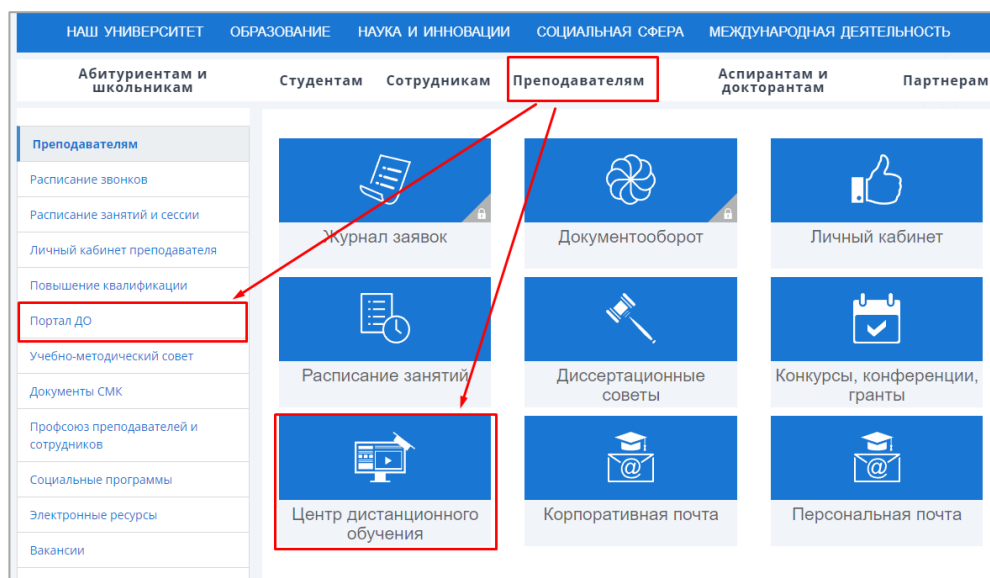 НАШ УНИВЕРСИТЕТ ОБРАЗОВАНИЕ НАУКА И ИННОВАЦИИ СОЦИАЛЬНАЯ СФЕРА МЕЖДУНАРОДНАЯ ДЕЯТЕЛЬНОСТЬ
Абитуриентам и
школьникам
Студентам
Сотрудникам
Преподавателям
Аспирантам и
докторантам
Партнерам
Преподавателям
Расписание звонков
Расписание занятий и сессии
Личный кабинет преподавателя
Повышение квалификации
Портал ДО
Учебно-методический совет
Документы СМК
Профсоюз преподавателей и
сотрудников
Социальные программы
Электронные ресурсы
Вакансии
Журнал заявок
Документооборот
Личный кабинет
Расписание занятий
Диссертационные
советы
Конкурсы, конференции,
гранты
Центр дистанционного
обучения
@
Корпоративная почта
@
Персональная почта